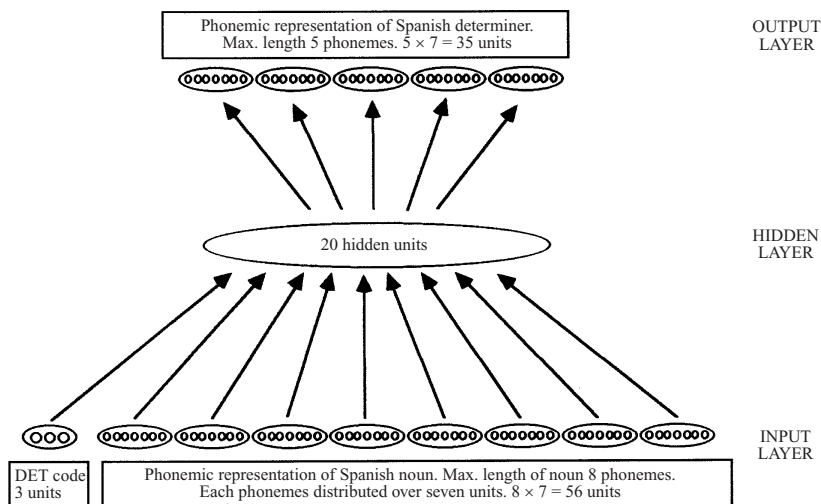 Phonemic representation of Spanish determiner.
Max. length 5 phonemes. 5 × 7 = 35 units
OUTPUT
LAYER
20 hidden units
HIDDEN
LAYER
INPUT
LAYER
DET code
3 units
Phonemic representation of Spanish noun. Max. length of noun 8 phonemes.
Each phonemes distributed over seven units. 8 × 7 = 56 units